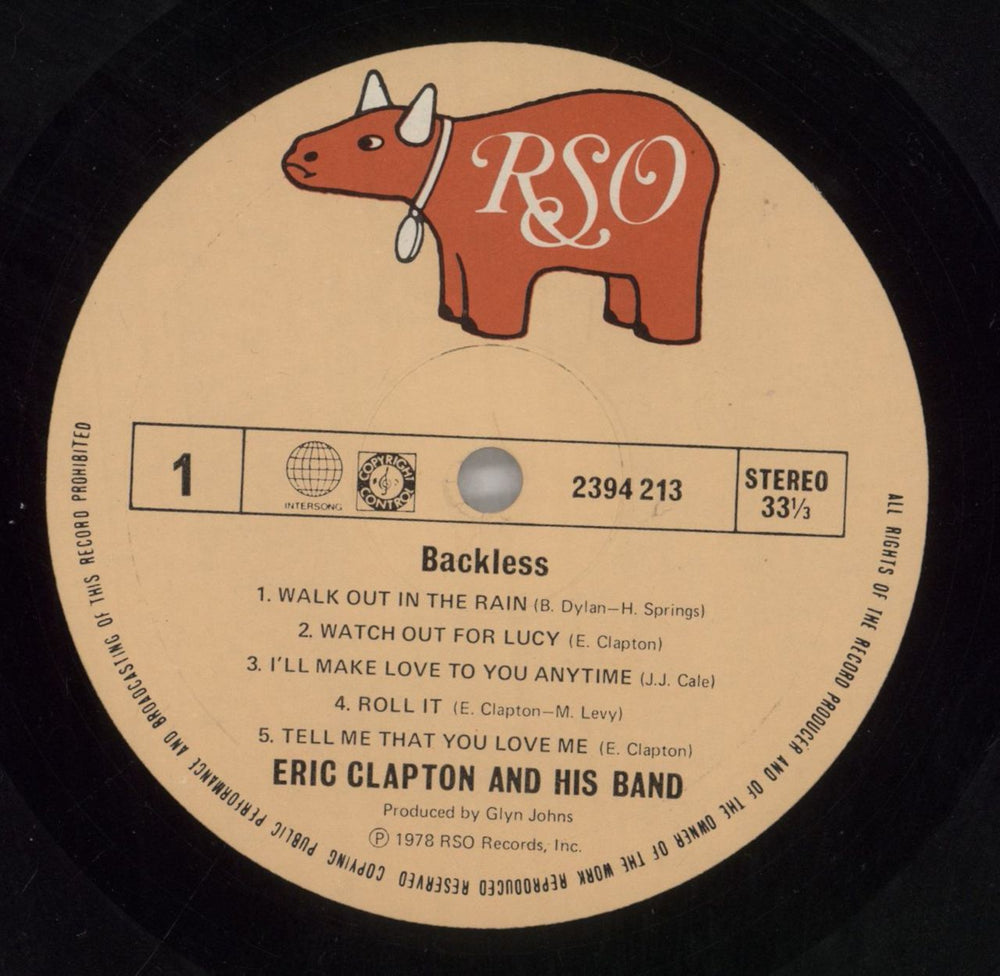 RSO
1
INTERSONG
COPYRIGHT
CONTROL
2394 213
STEREO
33⅓
Backless
1. WALK OUT IN THE RAIN (B. Dylan—H. Springs)
2. WATCH OUT FOR LUCY (E. Clapton)
3. I'LL MAKE LOVE TO YOU ANYTIME (J.J. Cale)
4. ROLL IT (E. Clapton—M. Levy)
5. TELL ME THAT YOU LOVE ME (E. Clapton)
ERIC CLAPTON AND HIS BAND
Produced by Glyn Johns
Ⓟ 1978 RSO Records, Inc.
ALL RIGHTS OF THE RECORD PRODUCER AND OF THE OWNER OF THE WORK REPRODUCED RESERVED COPYING PUBLIC PERFORMANCE AND BROADCASTING OF THIS RECORD PROHIBITED